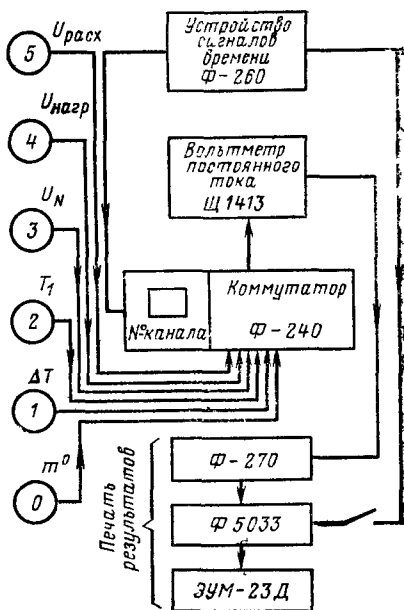 Uрасх
5
Uнагр
4
UN
3
T1
2
ΔT
1
m⁰
0
Устройство
сигналов
времени
Ф-260
Вольтметр
постоянного
тока
Щ1413
№ канала
Коммутатор
Ф-240
Печать
результатов
Ф-270
Ф5033
ЭУМ-23Д